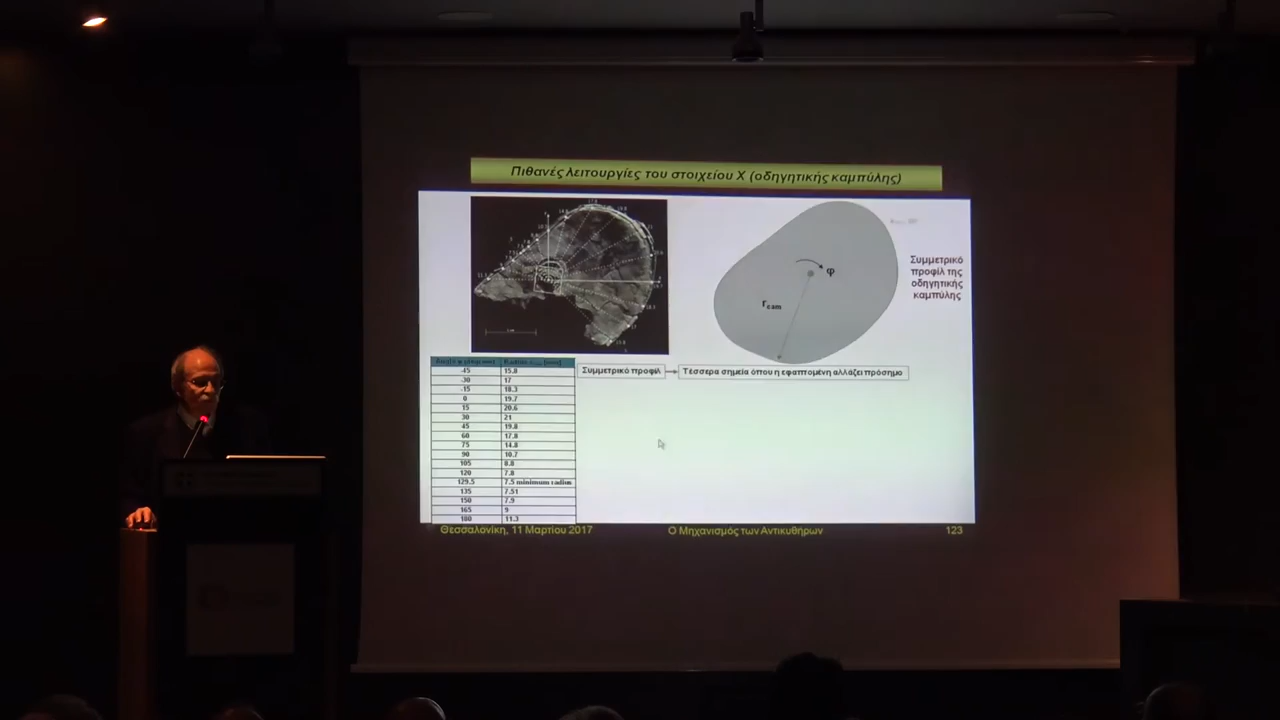 Πιθανές λειτουργίες του στοιχείου Χ (οδηγητικής καμπύλης)
φ
r cam
Συμμετρικό
προφίλ της
οδηγητικής
καμπύλης
Συμμετρικό προφίλ
Τέσσερα σημεία όπου η εφαπτομένη αλλάζει πρόσημο
-45 15.8
-30 17
-15 18.3
0 19.7
15 20.6
30 21
45 19.8
60 17.8
75 14.8
90 10.7
105 8.8
120 7.8
129.5 7.5 minimum radius
135 7.51
150 7.9
165 9
180 11.3
Θεσσαλονίκη, 11 Μαρτίου 2017
Ο Μηχανισμός των Αντικυθήρων
123